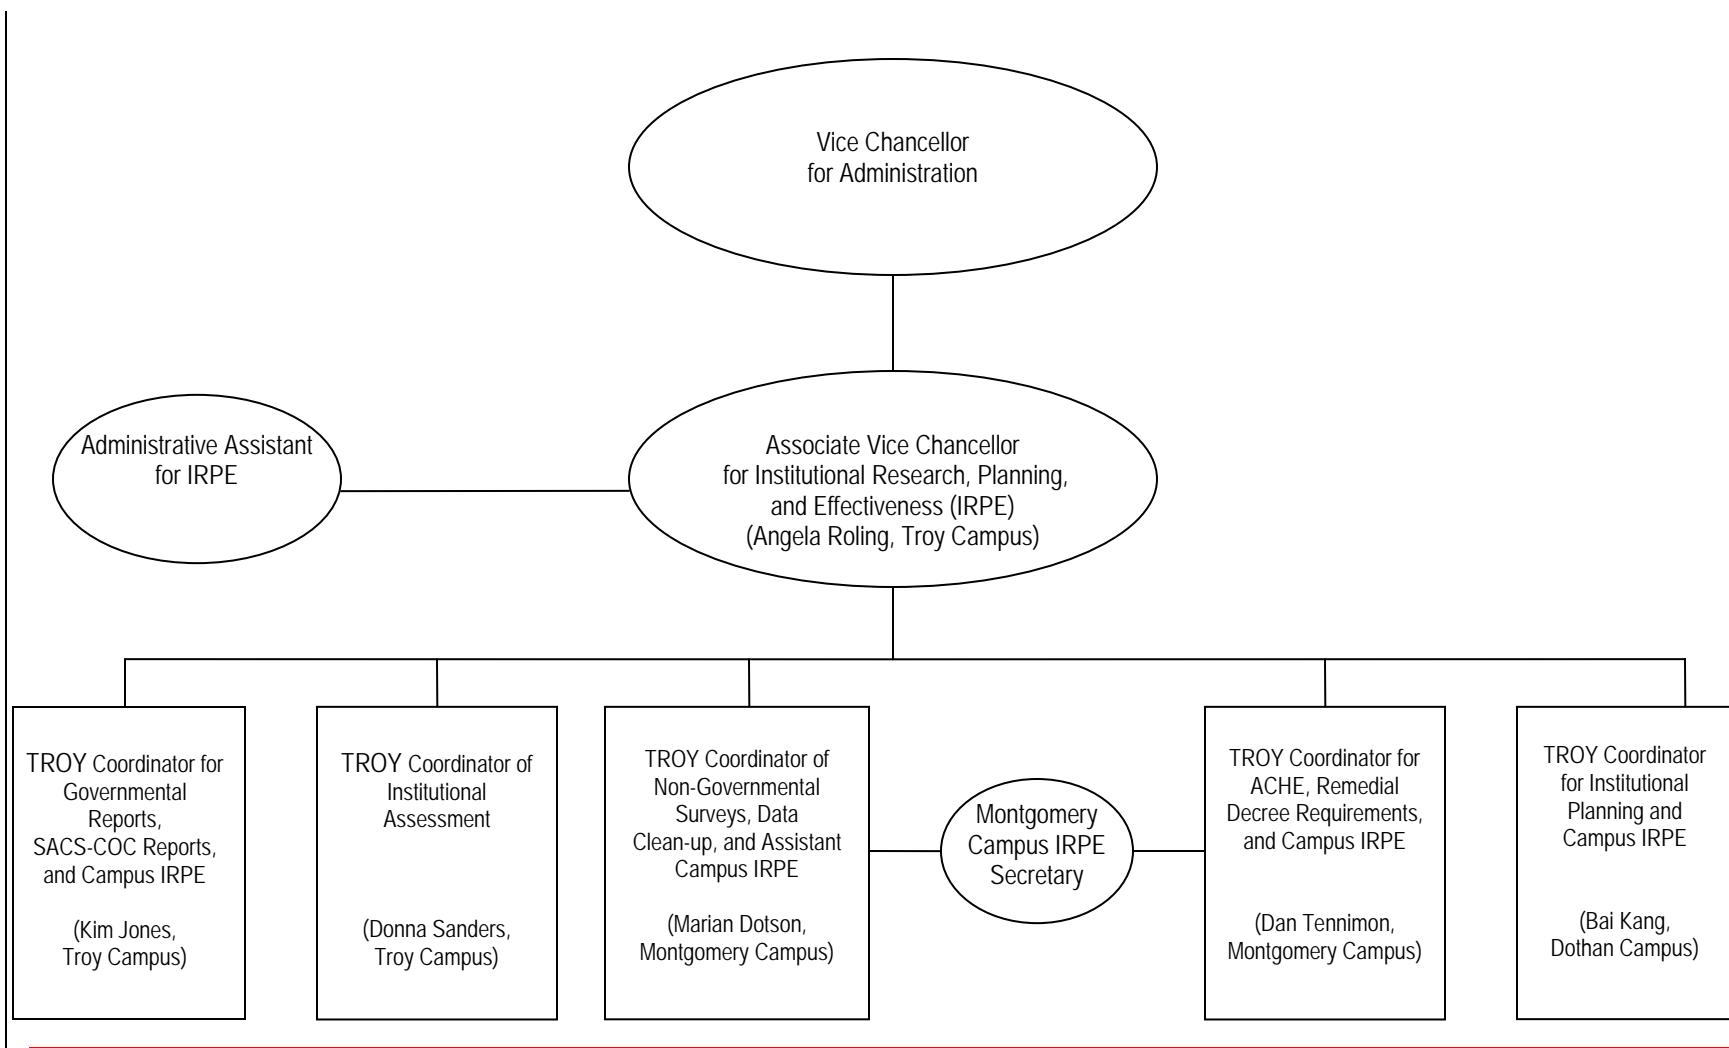 Vice Chancellor
for Administration
Administrative Assistant
for IRPE
Associate Vice Chancellor
for Institutional Research, Planning,
and Effectiveness (IRPE)
(Angela Roling, Troy Campus)
TROY Coordinator for
Governmental
Reports,
SACS-COC Reports,
and Campus IRPE
(Kim Jones,
Troy Campus)
TROY Coordinator of
Institutional
Assessment
(Donna Sanders,
Troy Campus)
TROY Coordinator of
Non-Governmental
Surveys, Data
Clean-up, and Assistant
Campus IRPE
(Marian Dotson,
Montgomery Campus)
Montgomery
Campus IRPE
Secretary
TROY Coordinator for
ACHE, Remedial
Decree Requirements,
and Campus IRPE
(Dan Tennimon,
Montgomery Campus)
TROY Coordinator
for Institutional
Planning and
Campus IRPE
(Bai Kang,
Dothan Campus)